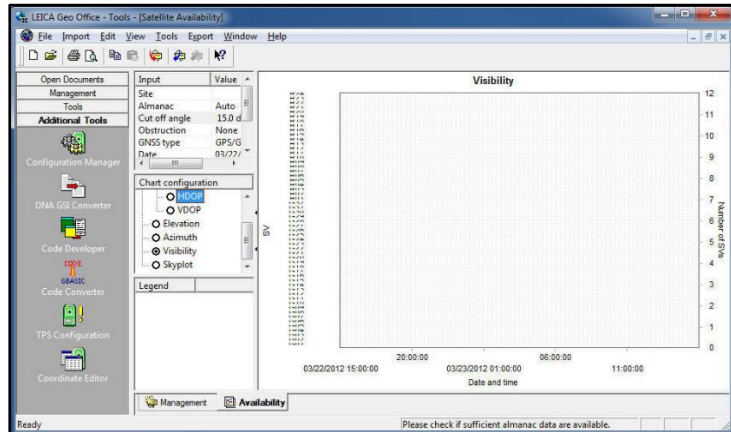 LEICA Geo Office - Tools - [Satellite Availability]
File Import Edit View Tools Export Window Help
Open Documents
Management
Tools
Additional Tools
Configuration Manager
DNA GSI Converter
Code Developer
CODE
GBASIC
Code Converter
TPS Configuration
Coordinate Editor
Input Value
Site
Almanac Auto
Cut off angle 15.0 d
Obstruction None
GNSS type GPS/G
Date 03/22/
Chart configuration
HDOP
VDOP
Elevation
Azimuth
Visibility
Skyplot
Legend
Visibility
SV
12
11
10
9
8
7
6
5
4
3
2
1
0
Number of SVs
20:00:00 06:00:00
03/22/2012 15:00:00 03/23/2012 01:00:00 11:00:00
Date and time
Management Availability
Ready Please check if sufficient almanac data are available.